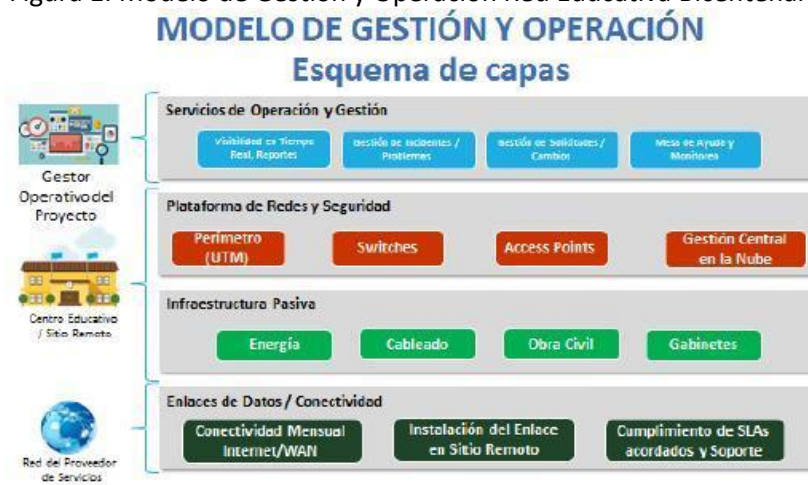 MODELO DE GESTIÓN Y OPERACIÓN
Esquema de capas
Servicios de Operación y Gestión
Visibilidad en Tiempo
Real, Reportes
Gestión de Incidentes /
Problemas
Gestión de Solicitudes /
Cambios
Mesa de Ayuda y
Monitoreo
Gestor
Operativo del
Proyecto
Plataforma de Redes y Seguridad
Perímetro
(UTM)
Switches
Access Points
Gestión Central
en la Nube
Centro Educativo
/ Sitio Remoto
Infraestructura Pasiva
Energía
Cableado
Obra Civil
Gabinetes
Enlaces de Datos / Conectividad
Conectividad Mensual
Internet/WAN
Instalación del Enlace
en Sitio Remoto
Cumplimiento de SLAs
acordados y Soporte
Red del Proveedor
de Servicios